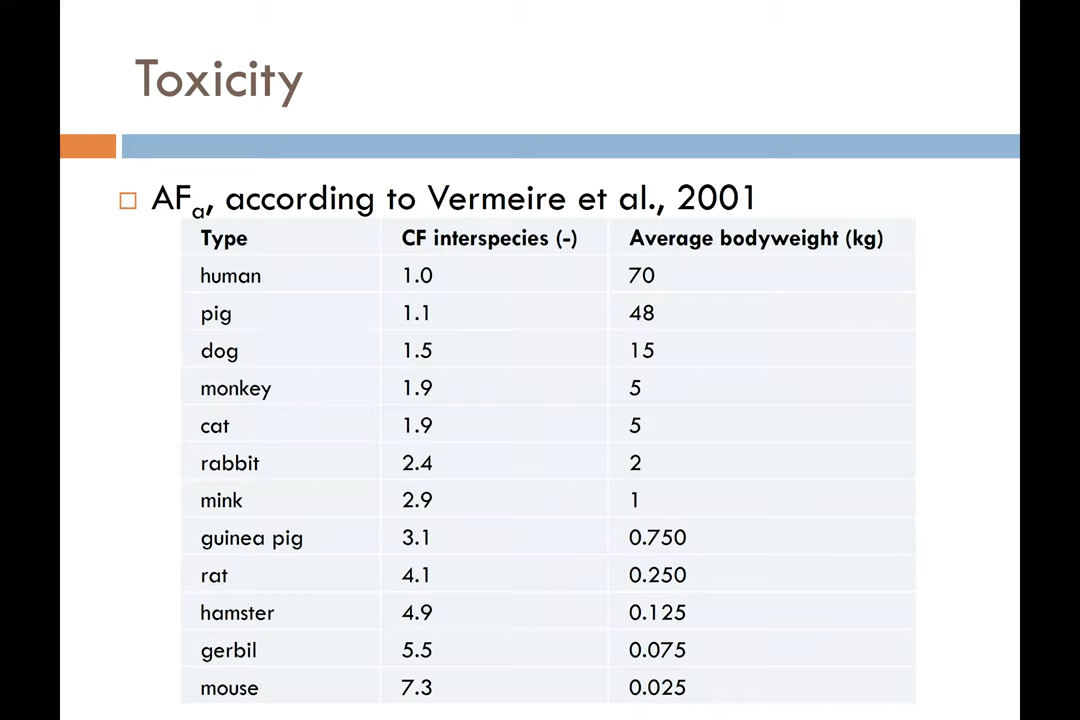 Toxicity
AFa, according to Vermeire et al., 2001
Type CF interspecies (-) Average bodyweight (kg)
human 1.0 70
pig 1.1 48
dog 1.5 15
monkey 1.9 5
cat 1.9 5
rabbit 2.4 2
mink 2.9 1
guinea pig 3.1 0.750
rat 4.1 0.250
hamster 4.9 0.125
gerbil 5.5 0.075
mouse 7.3 0.025